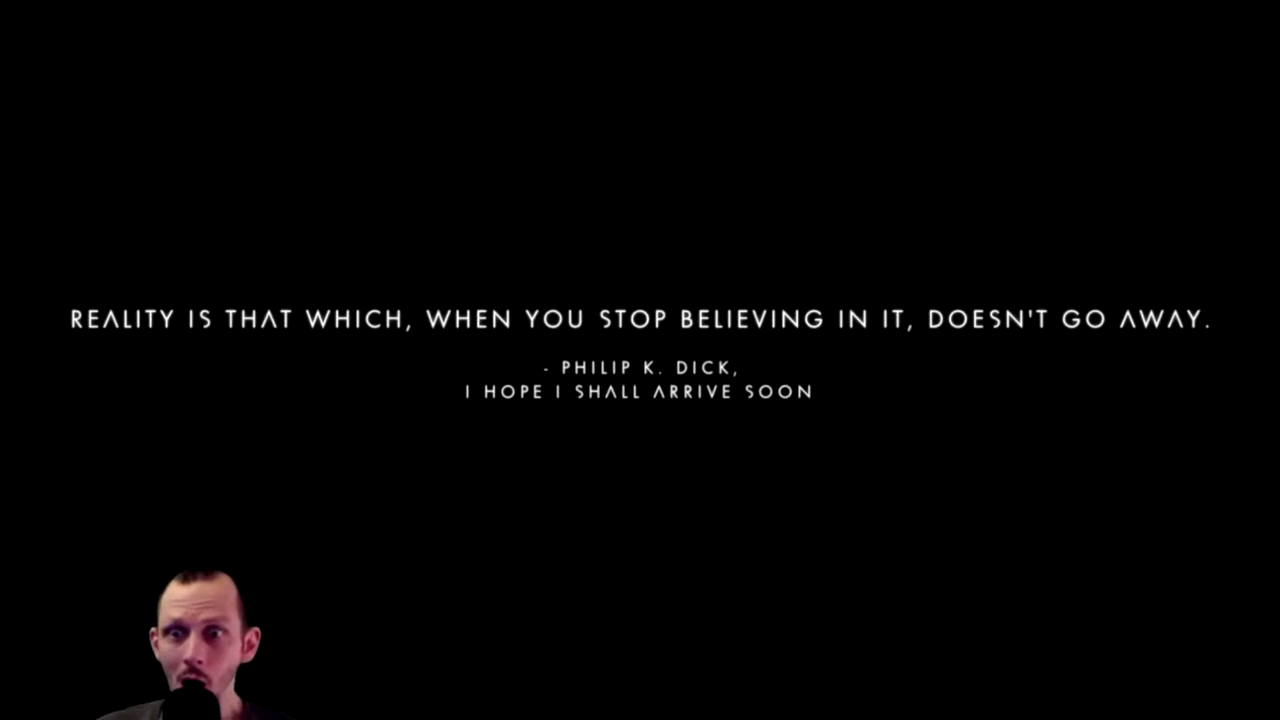 REALITY IS THAT WHICH, WHEN YOU STOP BELIEVING IN IT, DOESN'T GO AWAY.
- PHILIP K. DICK,
I HOPE I SHALL ARRIVE SOON